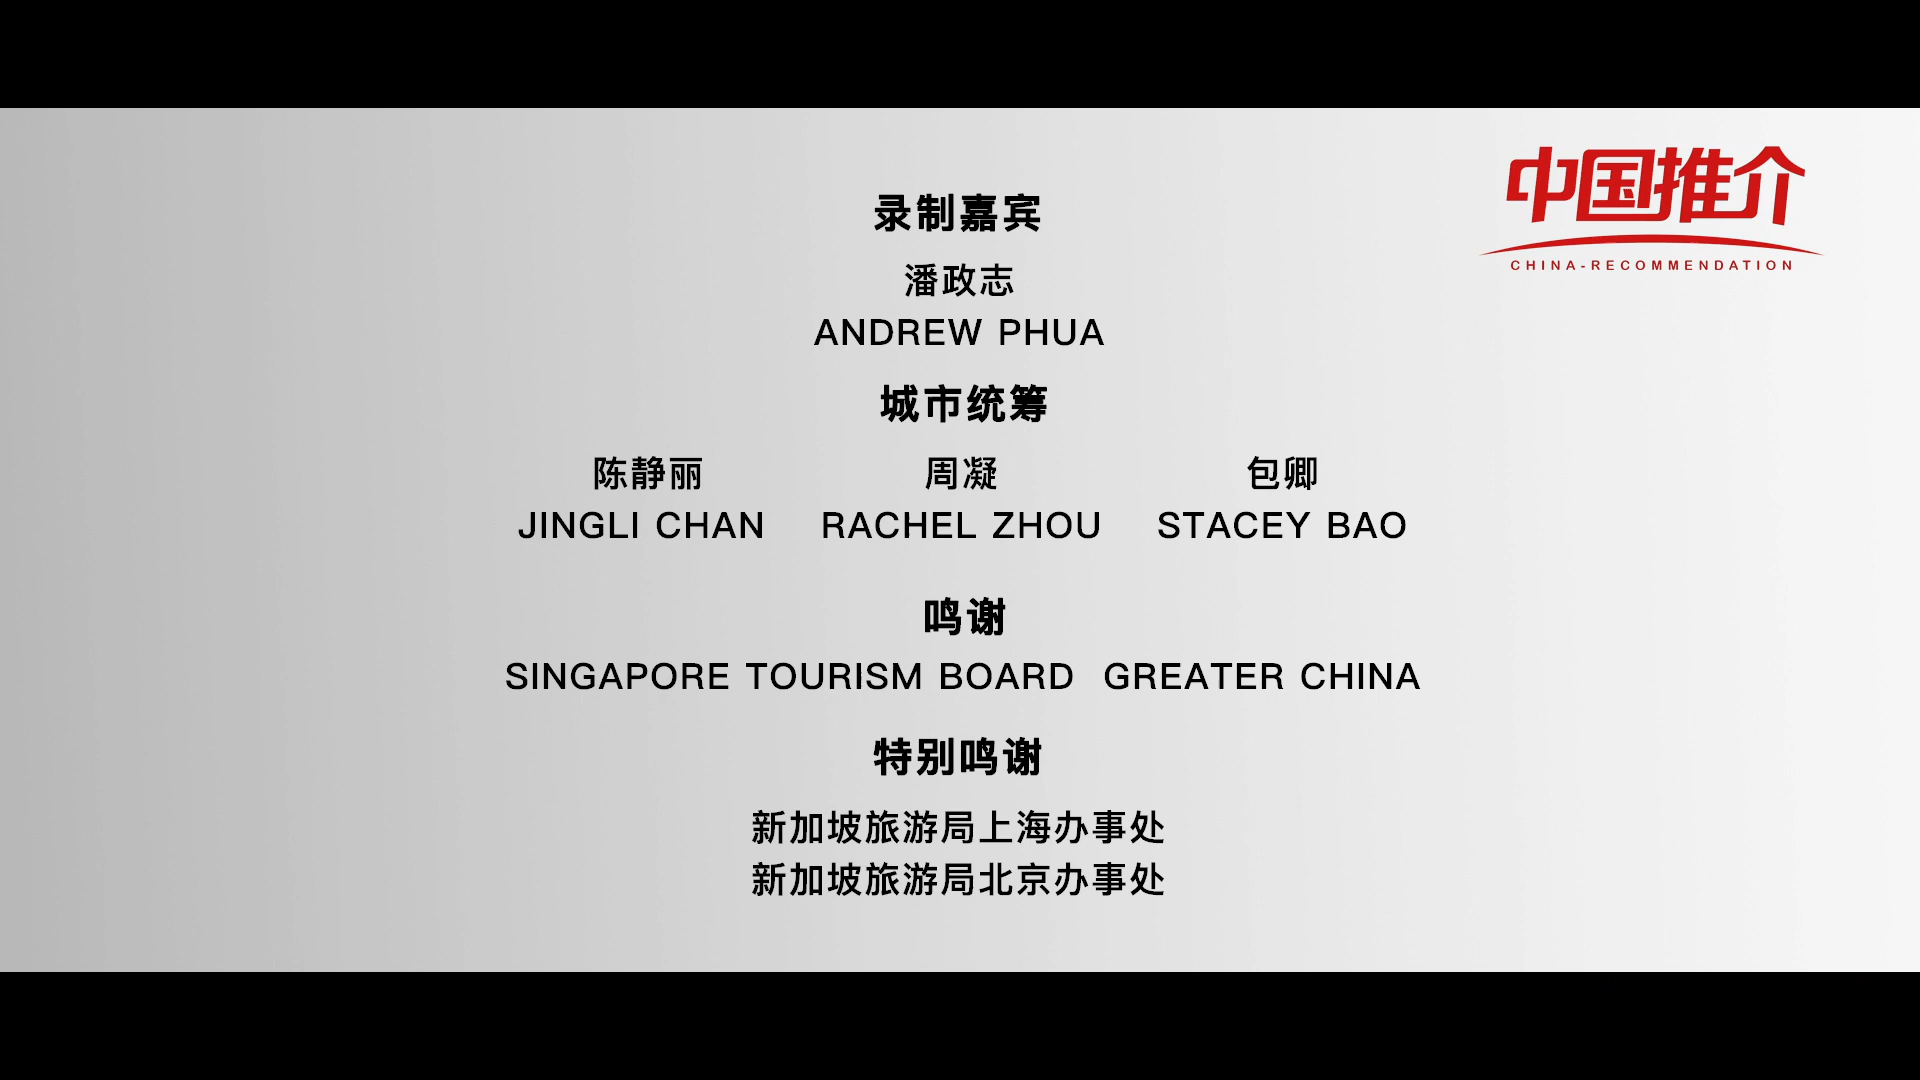 中国推介
CHINA-RECOMMENDATION
录制嘉宾
潘政志
ANDREW PHUA
城市统筹
陈静丽 周凝 包卿
JINGLI CHAN RACHEL ZHOU STACEY BAO
鸣谢
SINGAPORE TOURISM BOARD GREATER CHINA
特别鸣谢
新加坡旅游局上海办事处
新加坡旅游局北京办事处